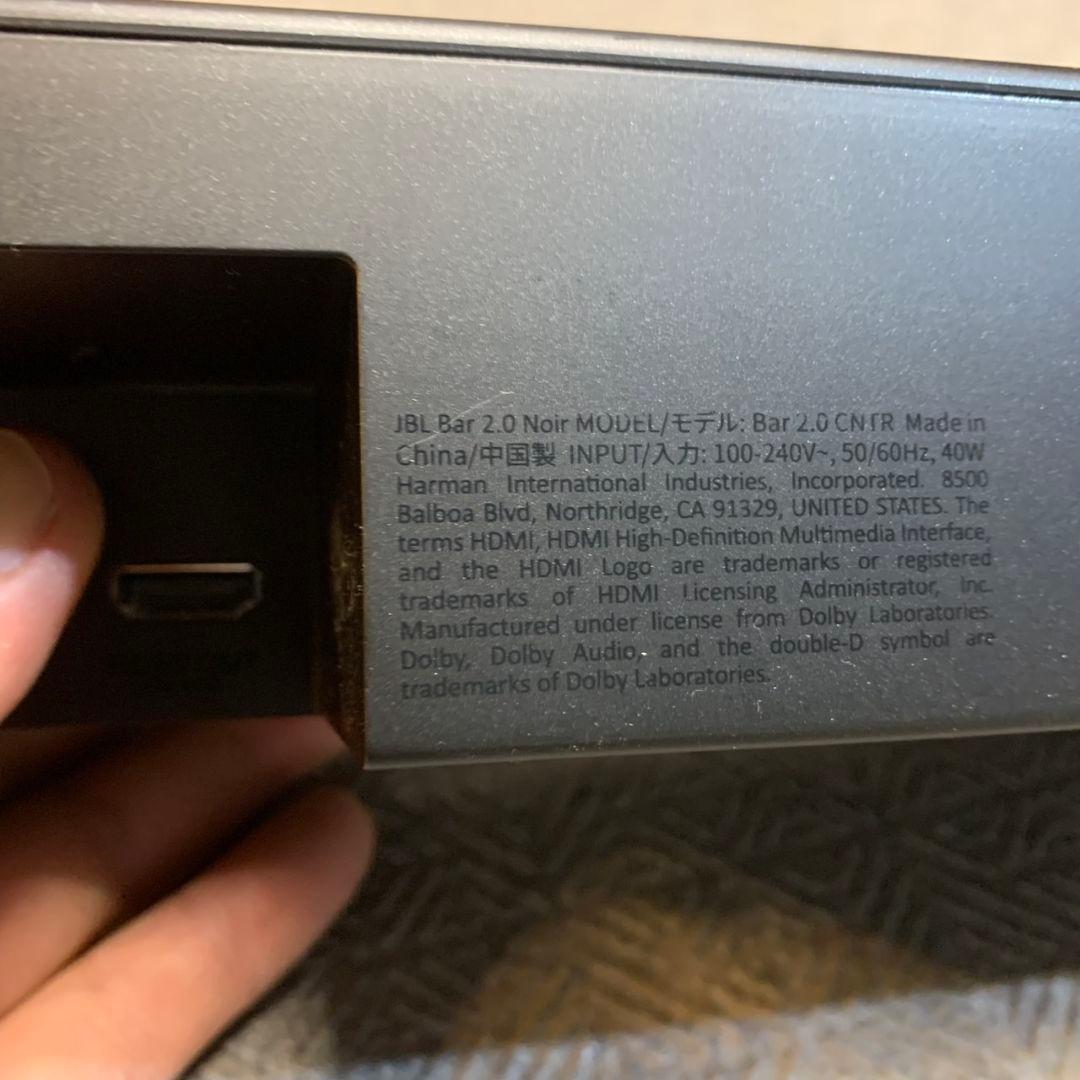 JBL Bar 2.0 Noir MODEL/モデル: Bar 2.0 CNTR Made in
China/中国製 INPUT/入力: 100-240V~, 50/60Hz, 40W
Harman International Industries, Incorporated. 8500
Balboa Blvd, Northridge, CA 91329, UNITED STATES. The
terms HDMI, HDMI High-Definition Multimedia Interface,
and the HDMI Logo are trademarks or registered
trademarks of HDMI Licensing Administrator, Inc.
Manufactured under license from Dolby Laboratories.
Dolby, Dolby Audio, and the double-D symbol are
trademarks of Dolby Laboratories.